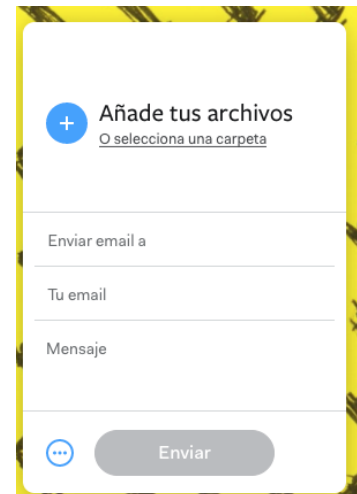 Añade tus archivos
O selecciona una carpeta
Enviar email a
Tu email
Mensaje
Enviar